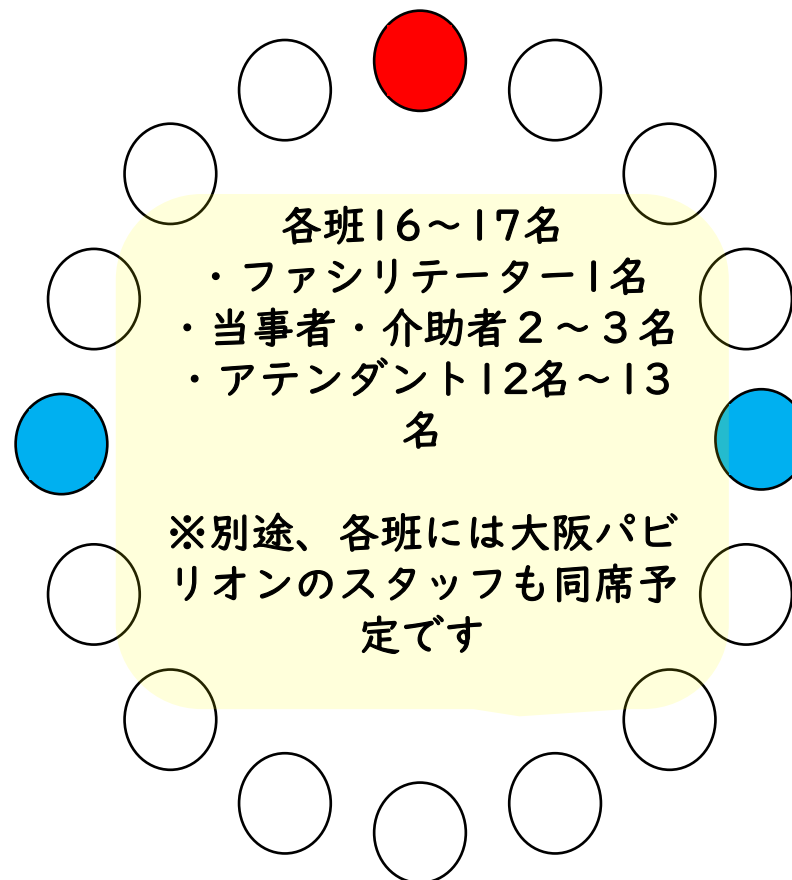 各班16～17名
・ファシリテーター1名
・当事者・介助者２～３名
・アテンダント12名～13
名
※別途、各班には大阪パビ
リオンのスタッフも同席予
定です